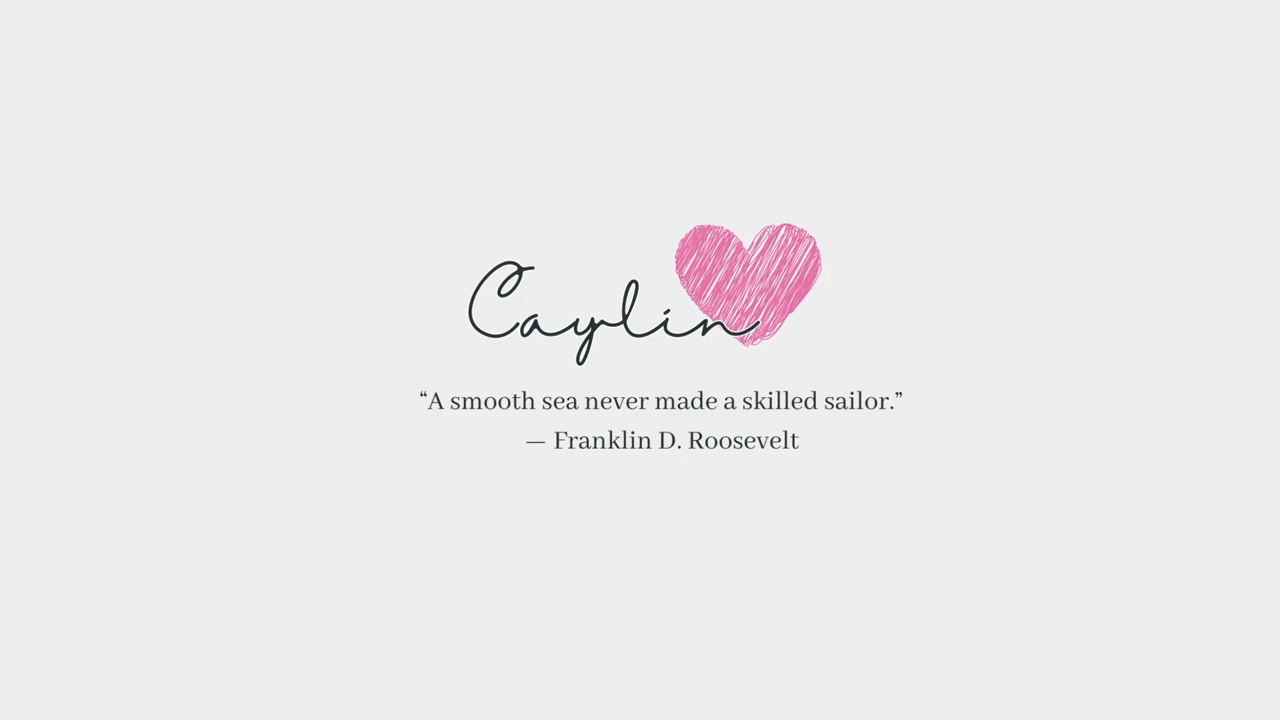 Caylin
“A smooth sea never made a skilled sailor.”
— Franklin D. Roosevelt